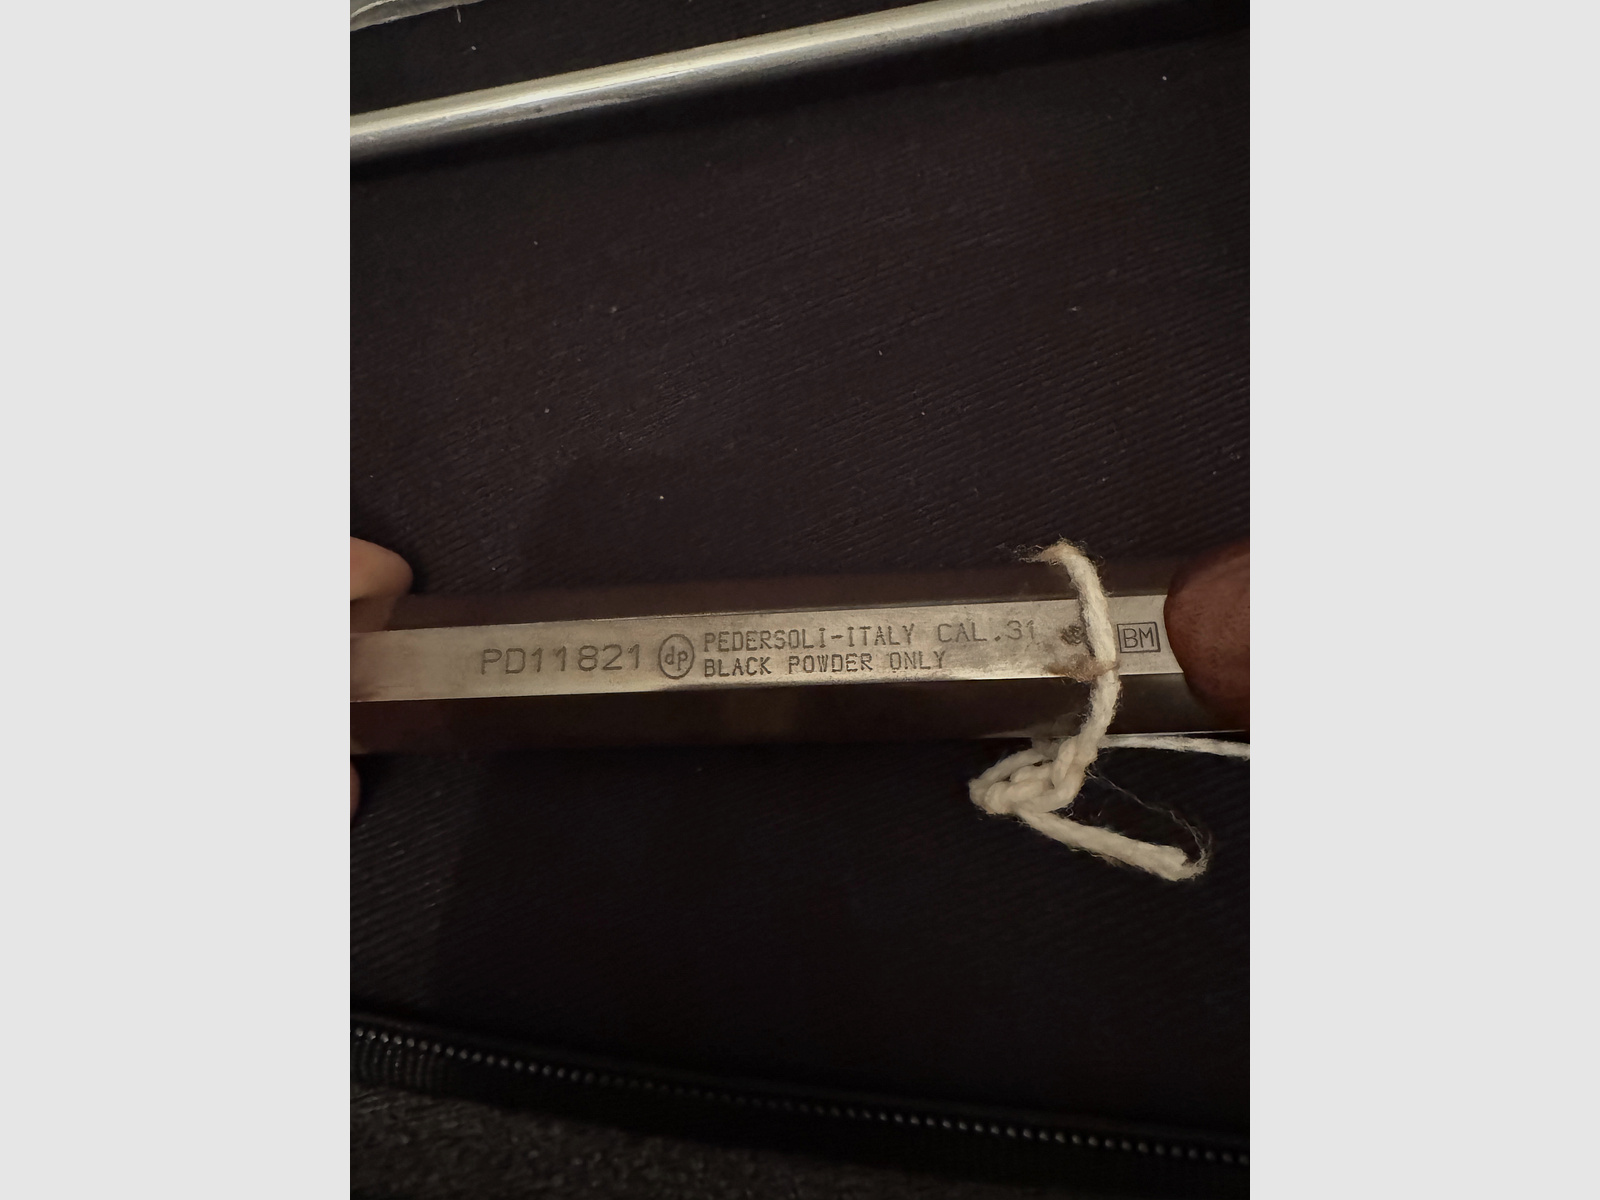 PD11821 dp PEDERSOLI-ITALY CAL.31 BM
BLACK POWDER ONLY